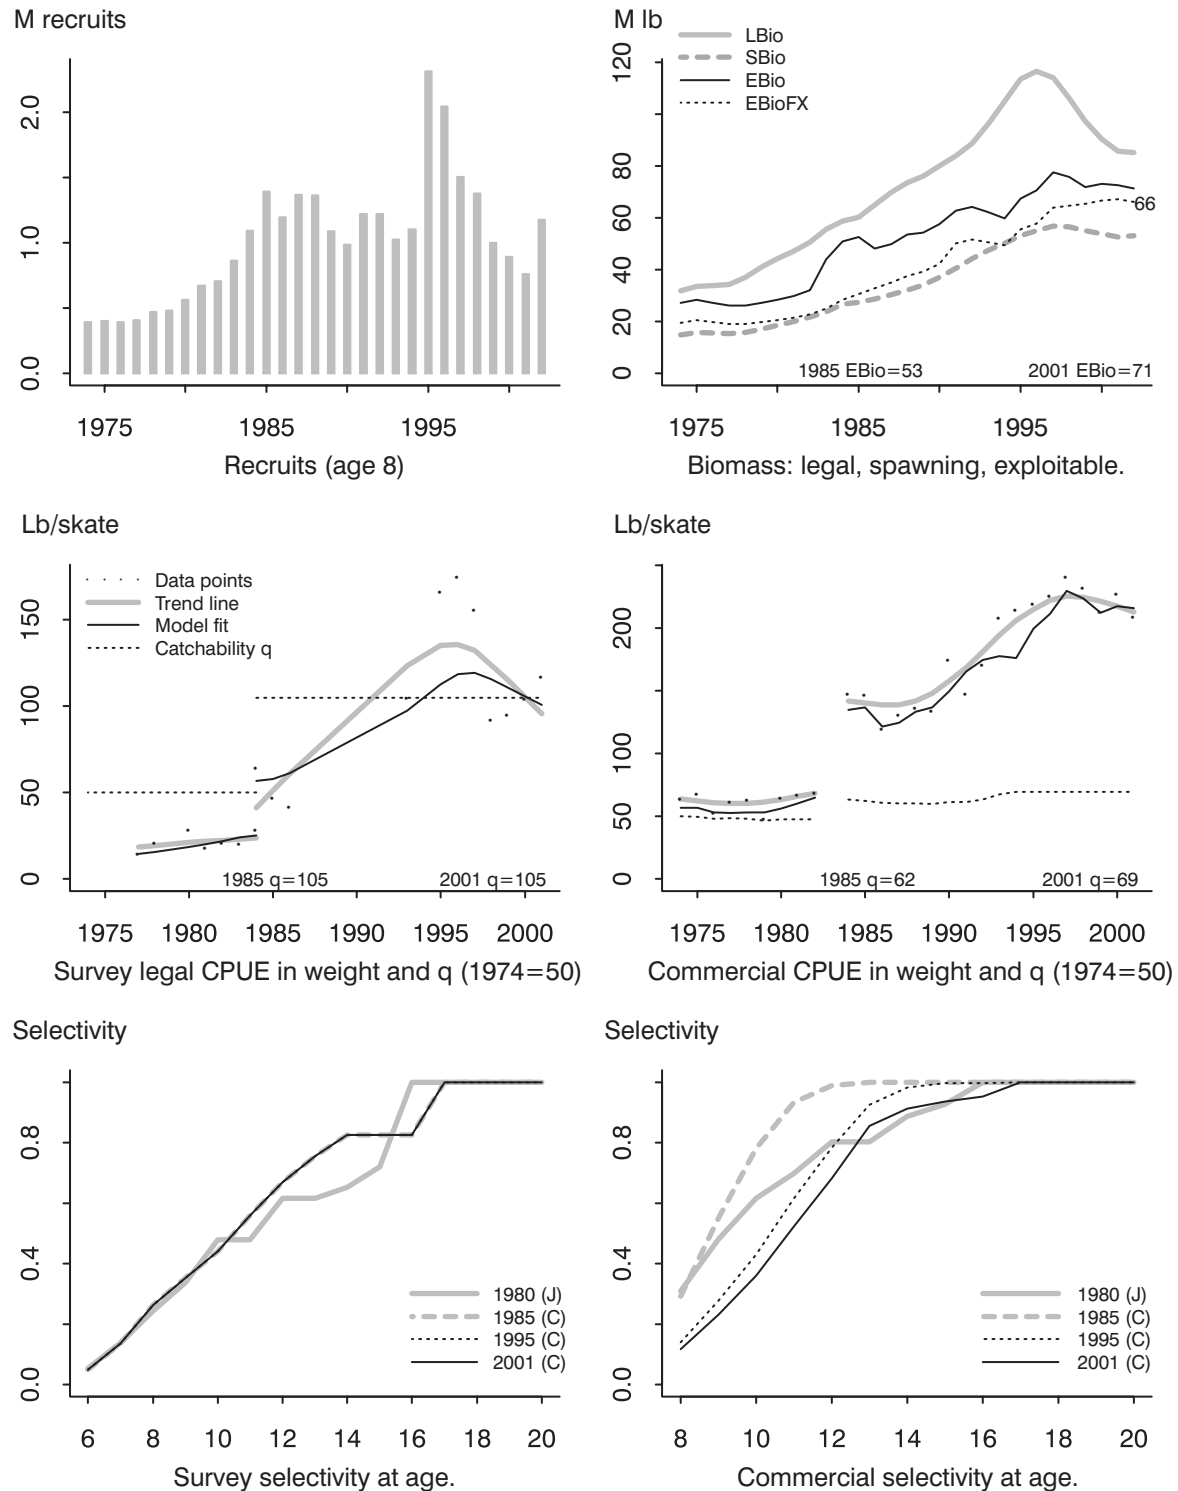 M recruits
0.0
1.0
2.0
1975
1985
1995
Recruits (age 8)
M lb
LBio
SBio
EBio
EBioFX
0
20
40
60
80
120
66
1985 EBio=53
2001 EBio=71
1975
1985
1995
Biomass: legal, spawning, exploitable.
Lb/skate
Data points
Trend line
Model fit
Catchability q
0
50
100
150
1985 q=105
2001 q=105
1975 1980 1985 1990 1995 2000
Survey legal CPUE in weight and q (1974=50)
Lb/skate
0
50
100
200
1985 q=62
2001 q=69
1975 1980 1985 1990 1995 2000
Commercial CPUE in weight and q (1974=50)
Selectivity
0.0
0.4
0.8
1980 (J)
1985 (C)
1995 (C)
2001 (C)
6 8 10 12 14 16 18 20
Survey selectivity at age.
Selectivity
0.0
0.4
0.8
1980 (J)
1985 (C)
1995 (C)
2001 (C)
8 10 12 14 16 18 20
Commercial selectivity at age.